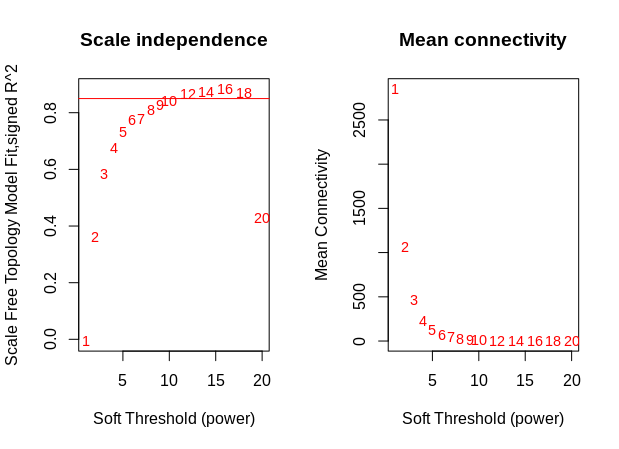 Scale independence
Scale Free Topology Model Fit,signed R^2
0.0 0.2 0.4 0.6 0.8
1 2 3 4 5 6 7 8 9 10 12 14 16 18 20
5 10 15 20
Soft Threshold (power)
Mean connectivity
Mean Connectivity
0 500 1500 2500
1 2 3 4 5 6 7 8 9 10 12 14 16 18 20
5 10 15 20
Soft Threshold (power)